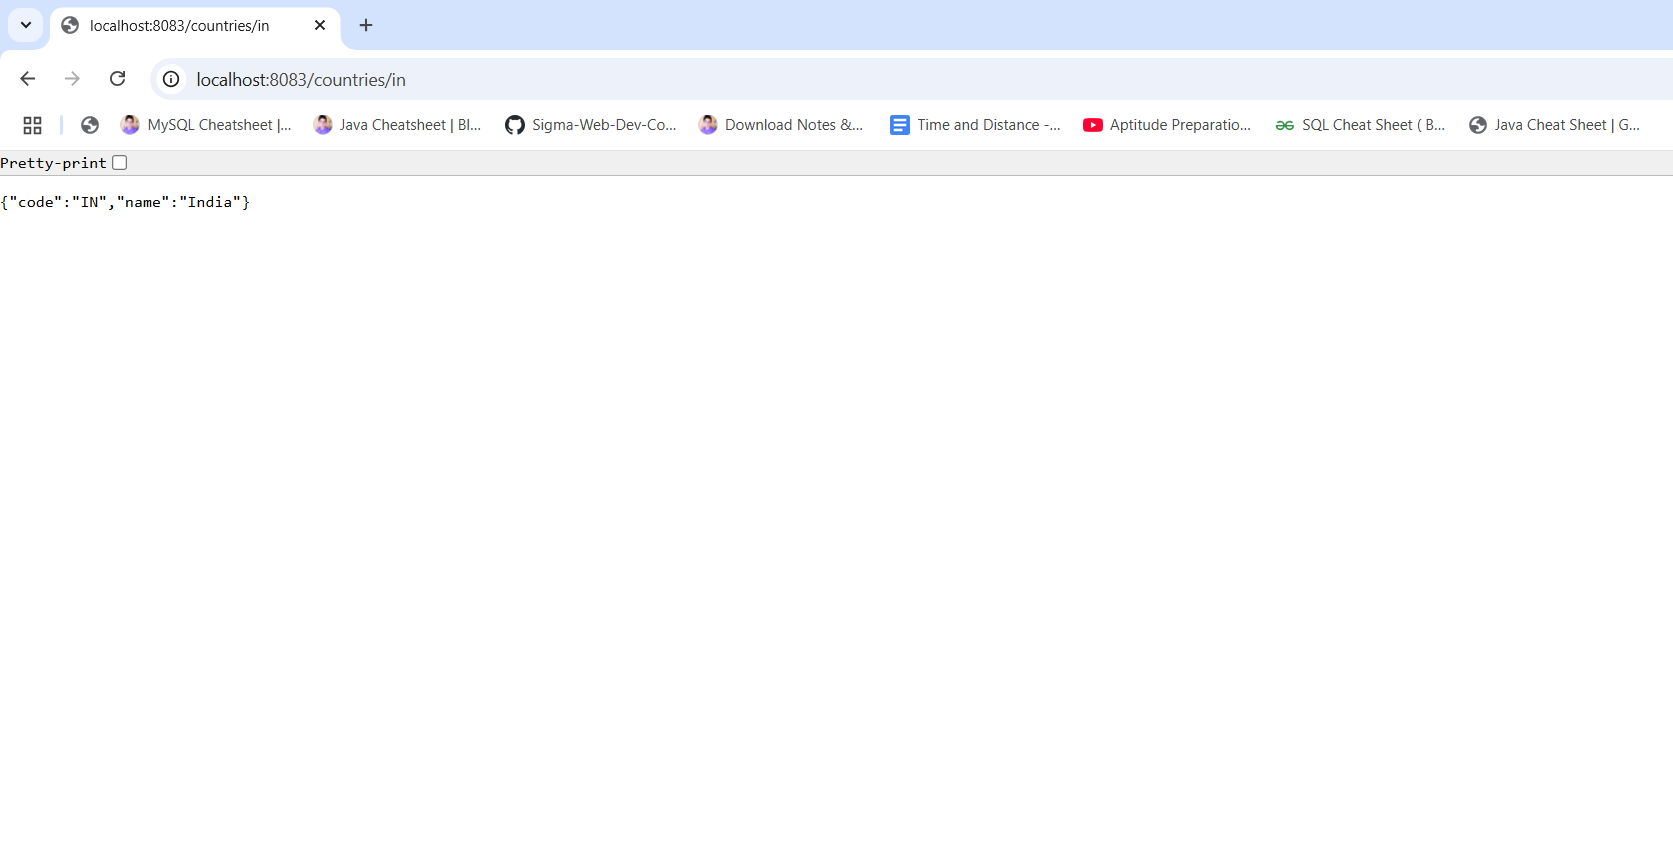 localhost:8083/countries/in
localhost:8083/countries/in
MySQL Cheatsheet |... Java Cheatsheet | Bl... Sigma-Web-Dev-Co... Download Notes &... Time and Distance -... Aptitude Preparatio... SQL Cheat Sheet ( B... Java Cheat Sheet | G...
Pretty-print
{"code":"IN","name":"India"}